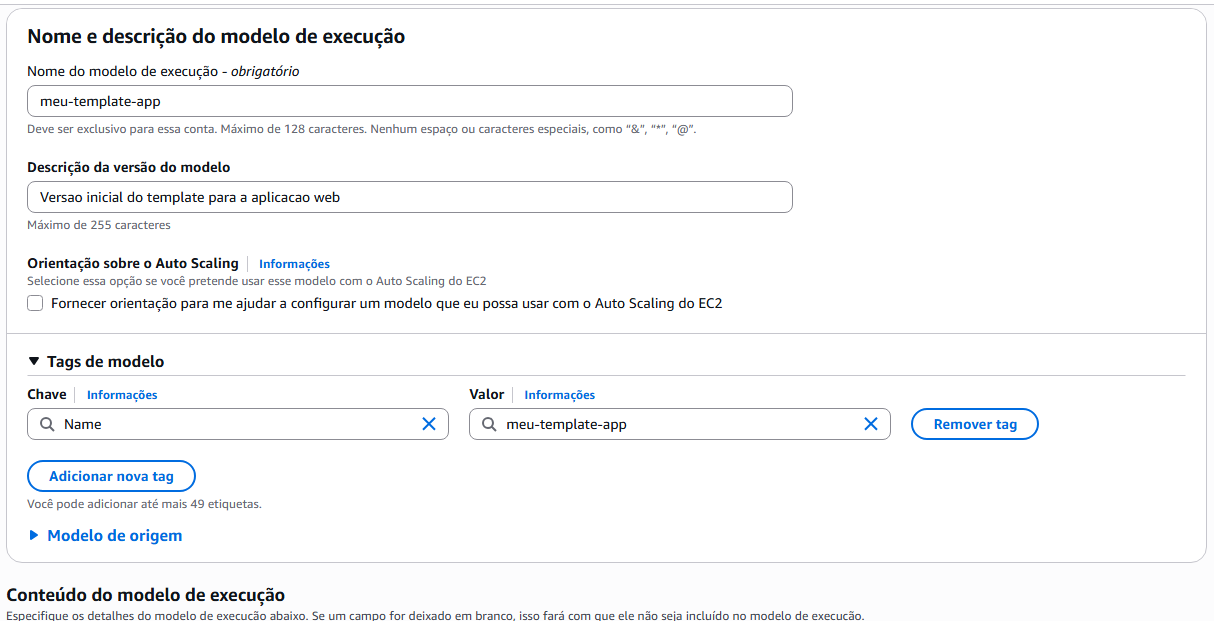 Nome e descrição do modelo de execução
Nome do modelo de execução - obrigatório
meu-template-app
Deve ser exclusivo para essa conta. Máximo de 128 caracteres. Nenhum espaço ou caracteres especiais, como “&”, “*”, “@”.
Descrição da versão do modelo
Versao inicial do template para a aplicacao web
Máximo de 255 caracteres
Orientação sobre o Auto Scaling Informações
Selecione essa opção se você pretende usar esse modelo com o Auto Scaling do EC2
Fornecer orientação para me ajudar a configurar um modelo que eu possa usar com o Auto Scaling do EC2
Tags de modelo
Chave Informações Valor Informações
Name meu-template-app Remover tag
Adicionar nova tag
Você pode adicionar até mais 49 etiquetas.
Modelo de origem
Conteúdo do modelo de execução
Especifique os detalhes do modelo de execução abaixo. Se um campo for deixado em branco, isso fará com que ele não seja incluído no modelo de execução.